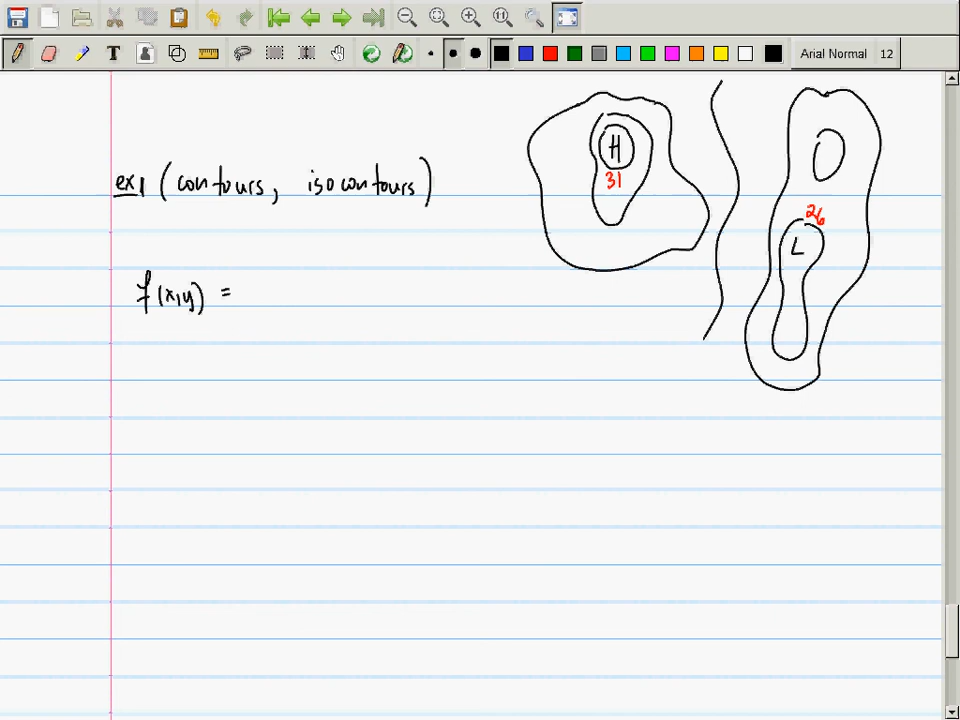 Arial Normal 12
ex1 (contours, isocontours)
H
31
26
L
f(x,y) =